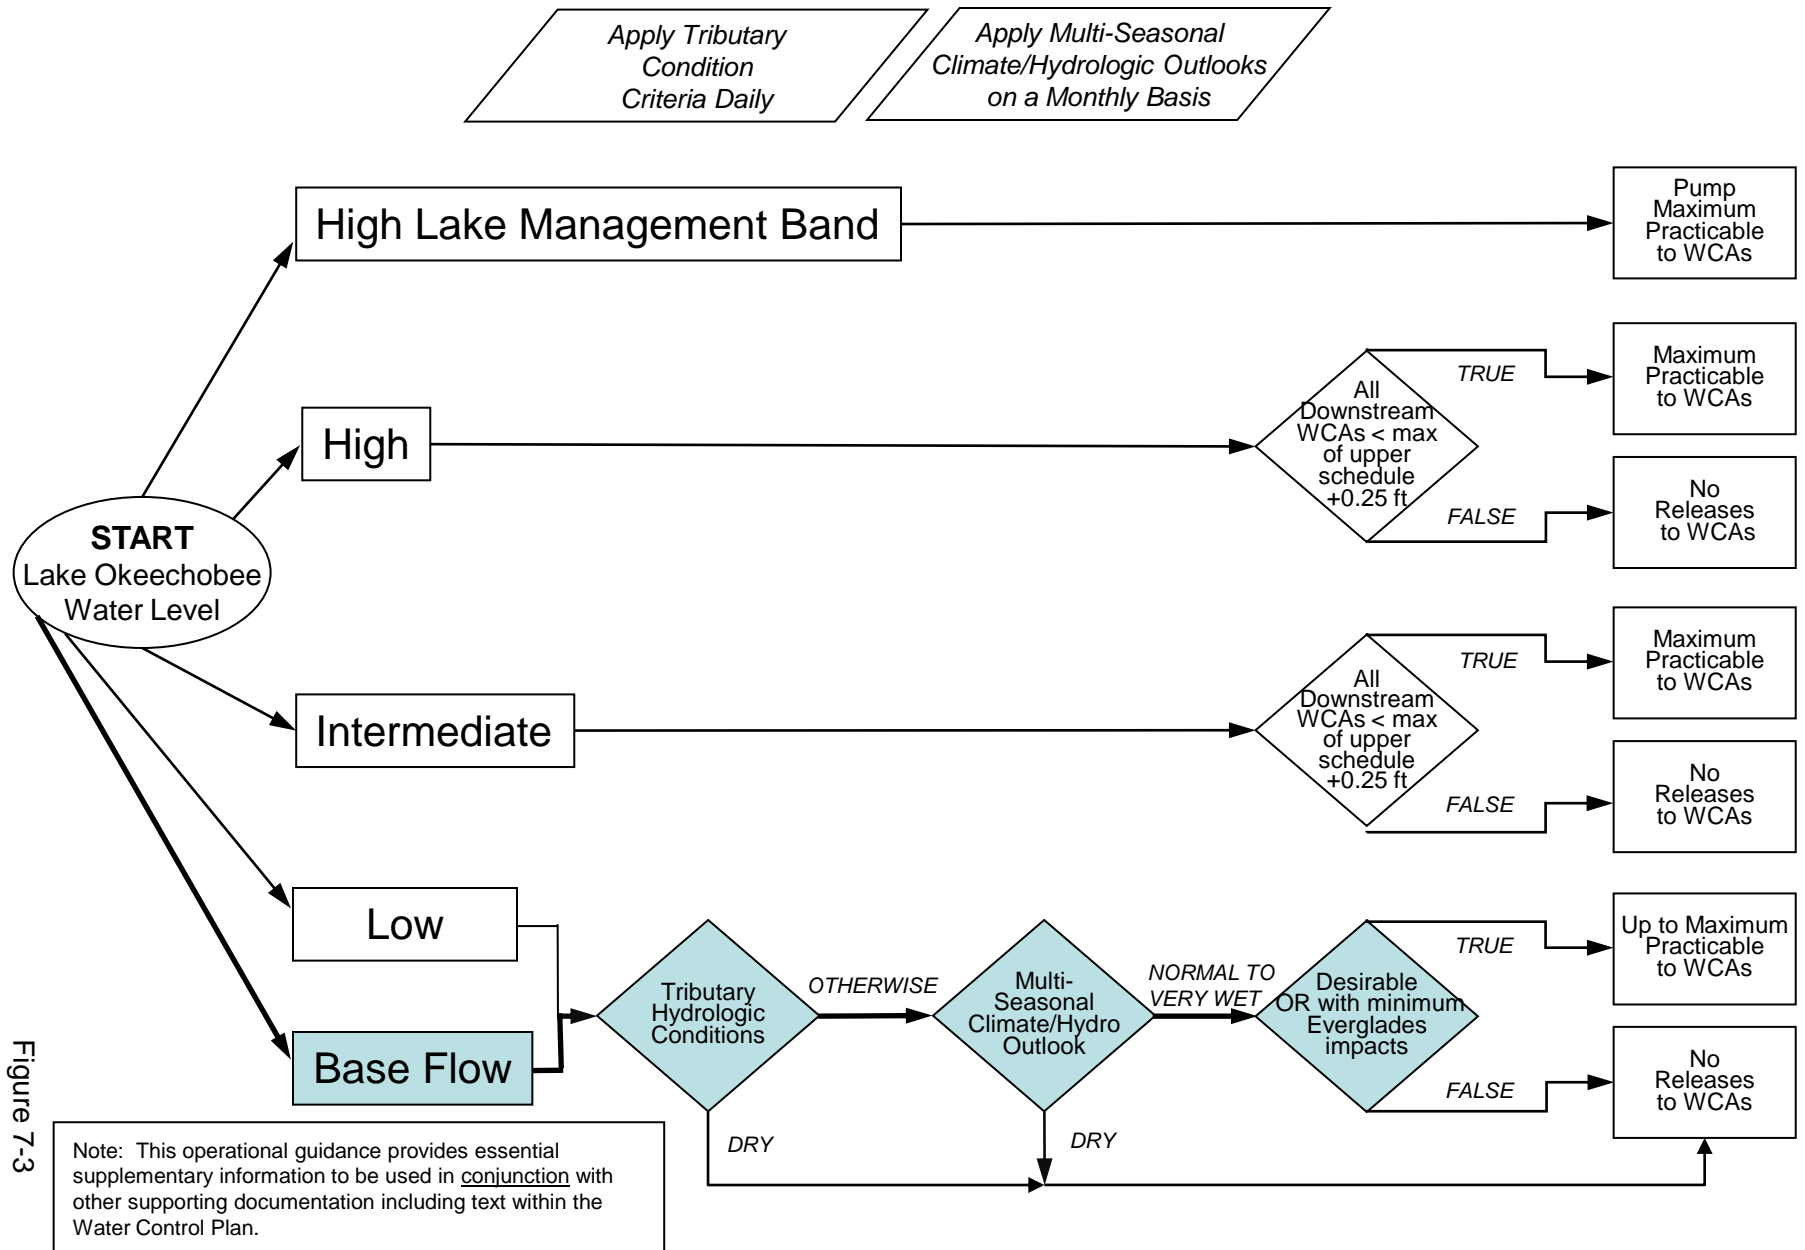 Apply Tributary
Condition
Criteria Daily
Apply Multi-Seasonal
Climate/Hydrologic Outlooks
on a Monthly Basis
High Lake Management Band
Pump
Maximum
Practicable
to WCAs
High
All
Downstream
WCAs < max
of upper
schedule
+0.25 ft
TRUE
Maximum
Practicable
to WCAs
FALSE
No
Releases
to WCAs
START
Lake Okeechobee
Water Level
Intermediate
All
Downstream
WCAs < max
of upper
schedule
+0.25 ft
TRUE
Maximum
Practicable
to WCAs
FALSE
No
Releases
to WCAs
Low
Base Flow
Tributary
Hydrologic
Conditions
OTHERWISE
DRY
Multi-
Seasonal
Climate/Hydro
Outlook
NORMAL TO
VERY WET
DRY
Desirable
OR with minimum
Everglades
impacts
TRUE
Up to Maximum
Practicable
to WCAs
FALSE
No
Releases
to WCAs
Figure 7-3
Note: This operational guidance provides essential
supplementary information to be used in conjunction with
other supporting documentation including text within the
Water Control Plan.